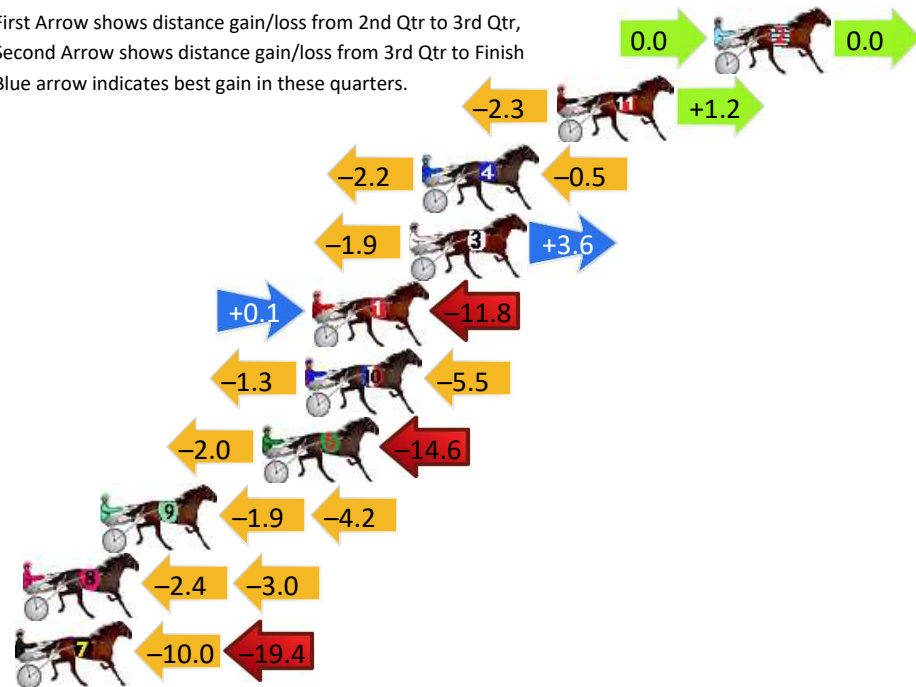 First Arrow shows distance gain/loss from 2nd Qtr to 3rd Qtr,
Second Arrow shows distance gain/loss from 3rd Qtr to Finish
Blue arrow indicates best gain in these quarters.
0.0 2 0.0
–2.3 11 +1.2
–2.2 4 –0.5
–1.9 3 +3.6
+0.1 1 –11.8
–1.3 10 –5.5
–2.0 –14.6
9 –1.9 –4.2
8 –2.4 –3.0
7 –10.0 –19.4